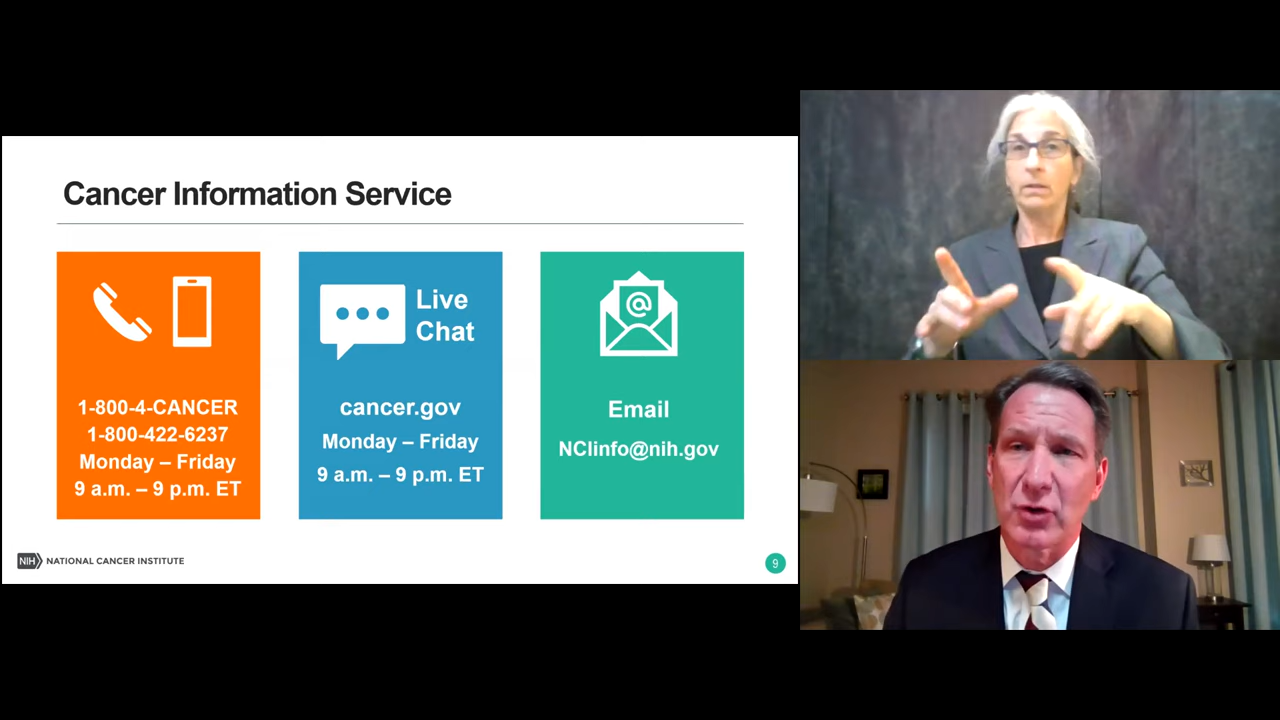 Cancer Information Service
1-800-4-CANCER
1-800-422-6237
Monday – Friday
9 a.m. – 9 p.m. ET
Live
Chat
cancer.gov
Monday – Friday
9 a.m. – 9 p.m. ET
@
Email
NCIinfo@nih.gov
NIH NATIONAL CANCER INSTITUTE
9